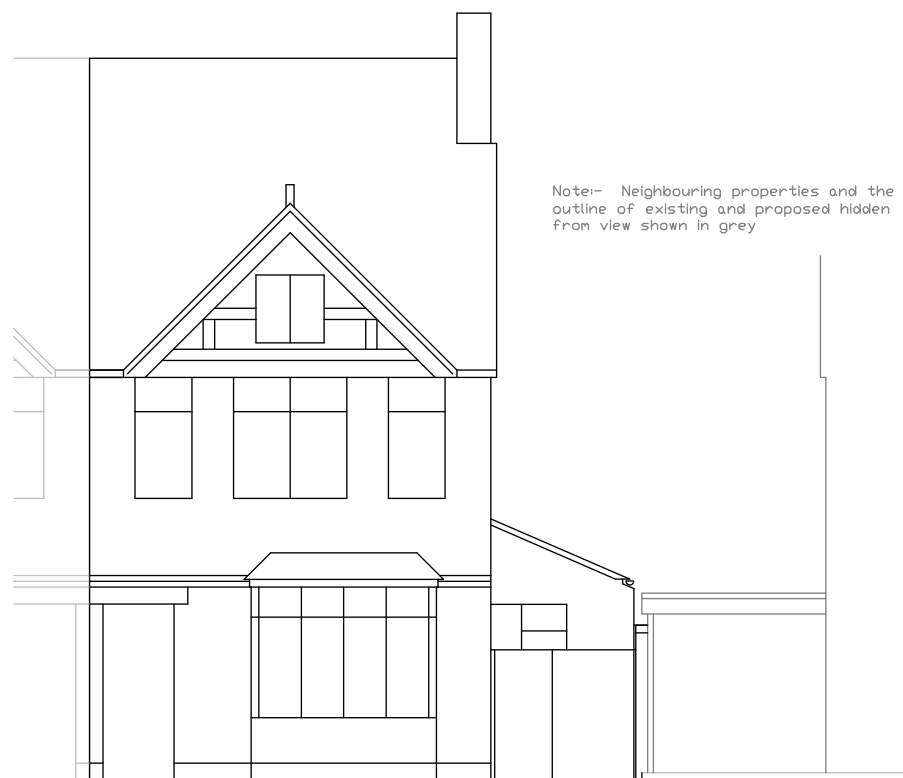 Note:- Neighbouring properties and the
outline of existing and proposed hidden
from view shown in grey